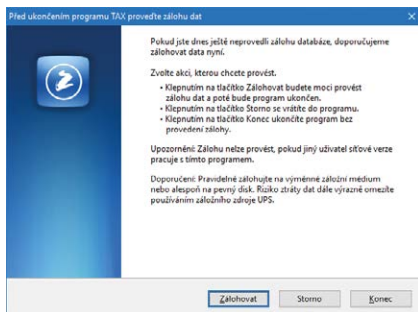 Před ukončením programu TAX proveďte zálohu dat
Pokud jste dnes ještě neprovedli zálohu databáze, doporučujeme
zálohovat data nyní.
Zvolte akci, kterou chcete provést.
• Klepnutím na tlačítko Zálohovat budete moci provést
zálohu dat a poté bude program ukončen.
• Klepnutím na tlačítko Storno se vrátíte do programu.
• Klepnutím na tlačítko Konec ukončíte program bez
provedení zálohy.
Upozornění: Zálohu nelze provést, pokud jiný uživatel síťové verze
pracuje s tímto programem.
Doporučení: Pravidelně zálohujte na výměnné záložní médium
nebo alespoň na pevný disk. Riziko ztráty dat dále výrazně omezíte
používáním záložního zdroje UPS.
Zálohovat Storno Konec